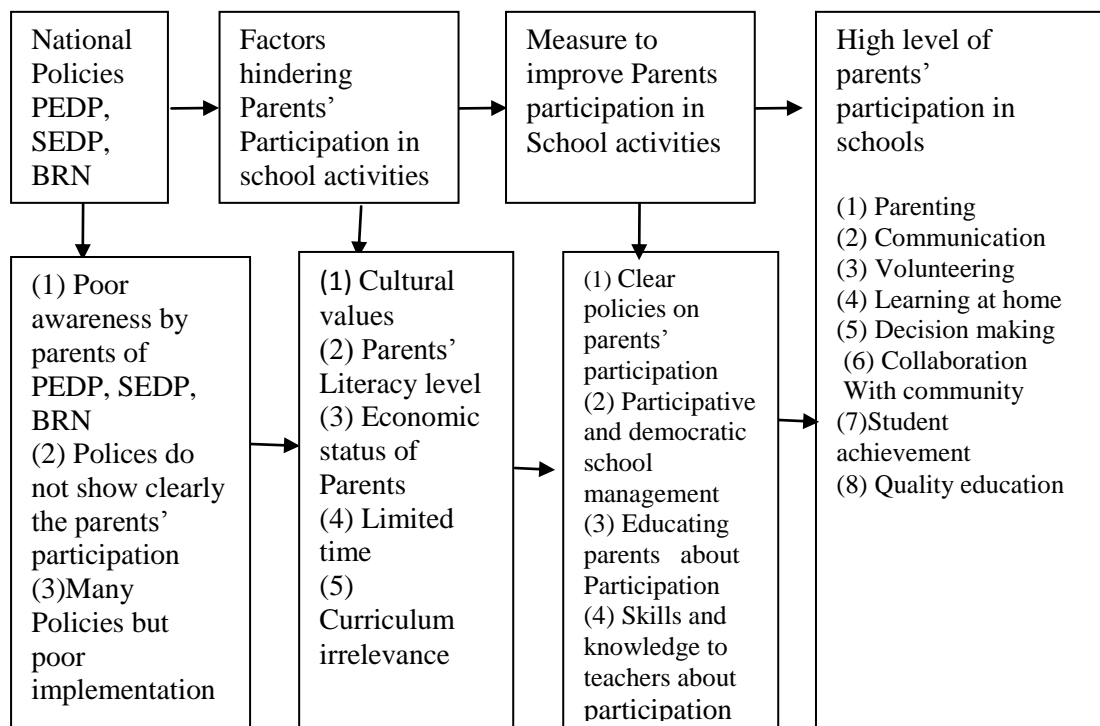 National
Policies
PEDP,
SEDP,
BRN
Factors
hindering
Parents’
Participation in
school activities
Measure to
improve Parents
participation in
School activities
High level of
parents’
participation in
schools
(1) Parenting
(2) Communication
(3) Volunteering
(4) Learning at home
(5) Decision making
(6) Collaboration
With community
(7)Student
achievement
(8) Quality education
(1) Poor
awareness by
parents of
PEDP, SEDP,
BRN
(2) Polices do
not show clearly
the parents’
participation
(3)Many
Policies but
poor
implementation
(1) Cultural
values
(2) Parents’
Literacy level
(3) Economic
status of
Parents
(4) Limited
time
(5)
Curriculum
irrelevance
(1) Clear
policies on
parents’
participation
(2) Participative
and democratic
school
management
(3) Educating
parents about
Participation
(4) Skills and
knowledge to
teachers about
participation